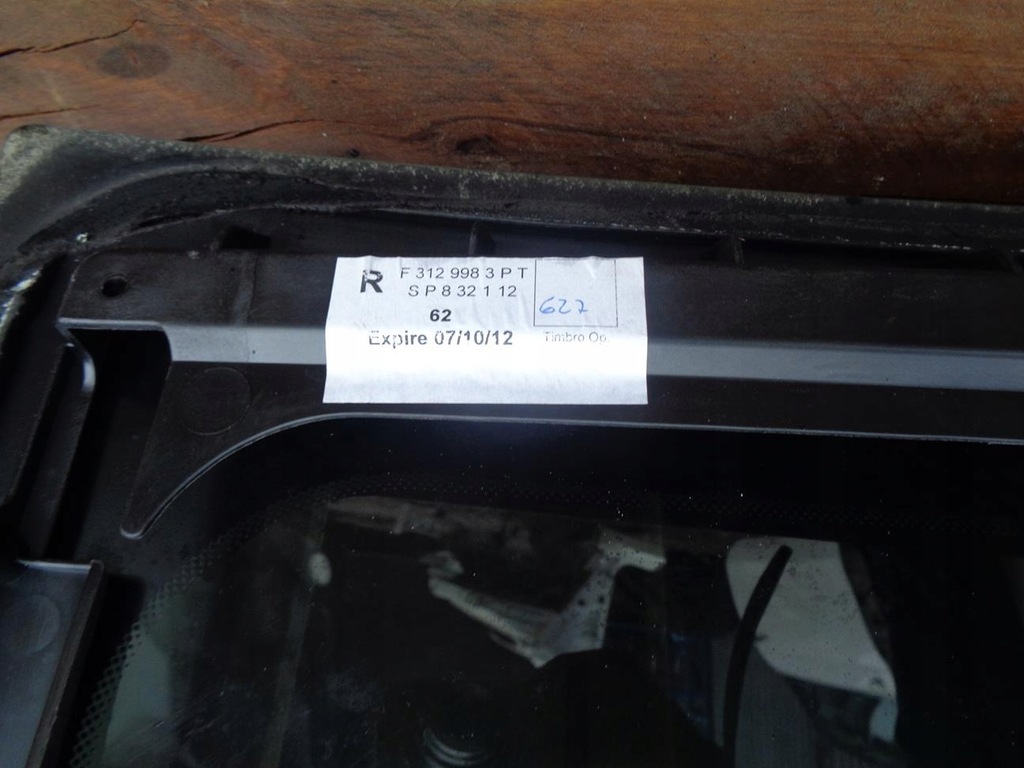 R F 312 998 3 P T
S P 8 32 1 12
627
62
Expire 07/10/12 Timbro Op.